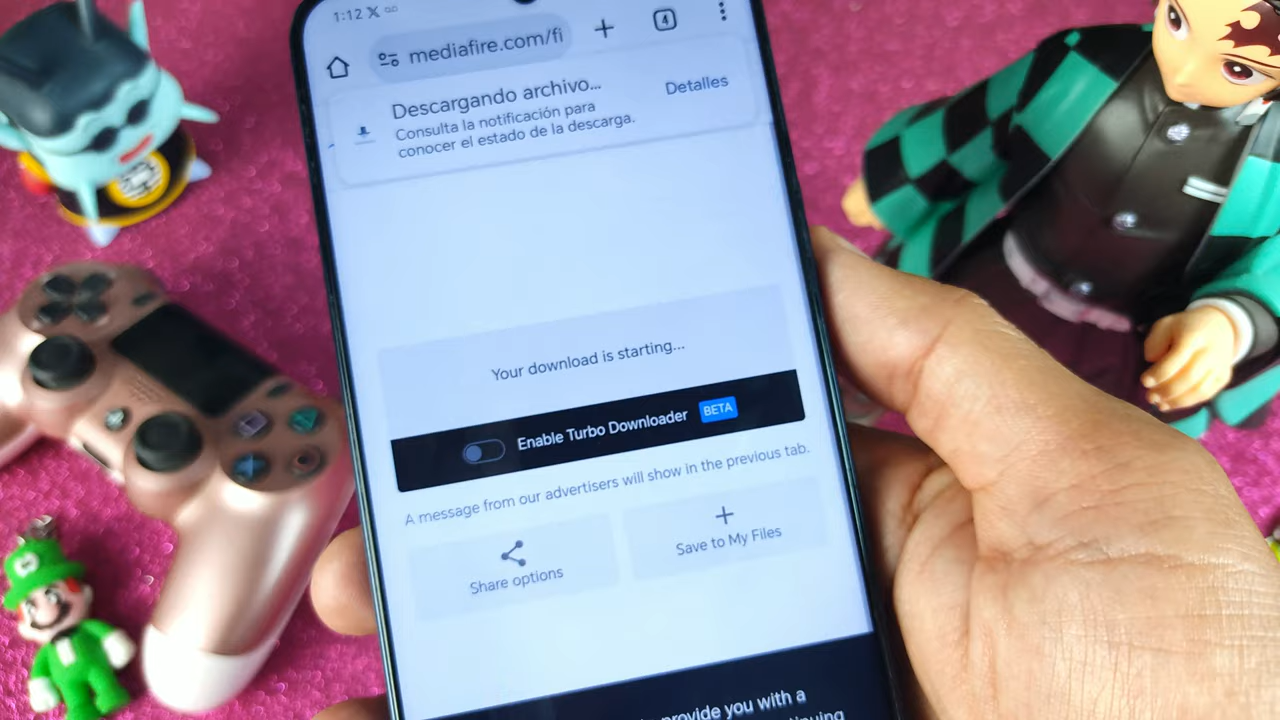 1:12 X
mediafire.com/fi
4
Descargando archivo...
Detalles
Consulta la notificación para
conocer el estado de la descarga.
Your download is starting...
Enable Turbo Downloader BETA
A message from our advertisers will show in the previous tab.
Share options
Save to My Files
provide you with a